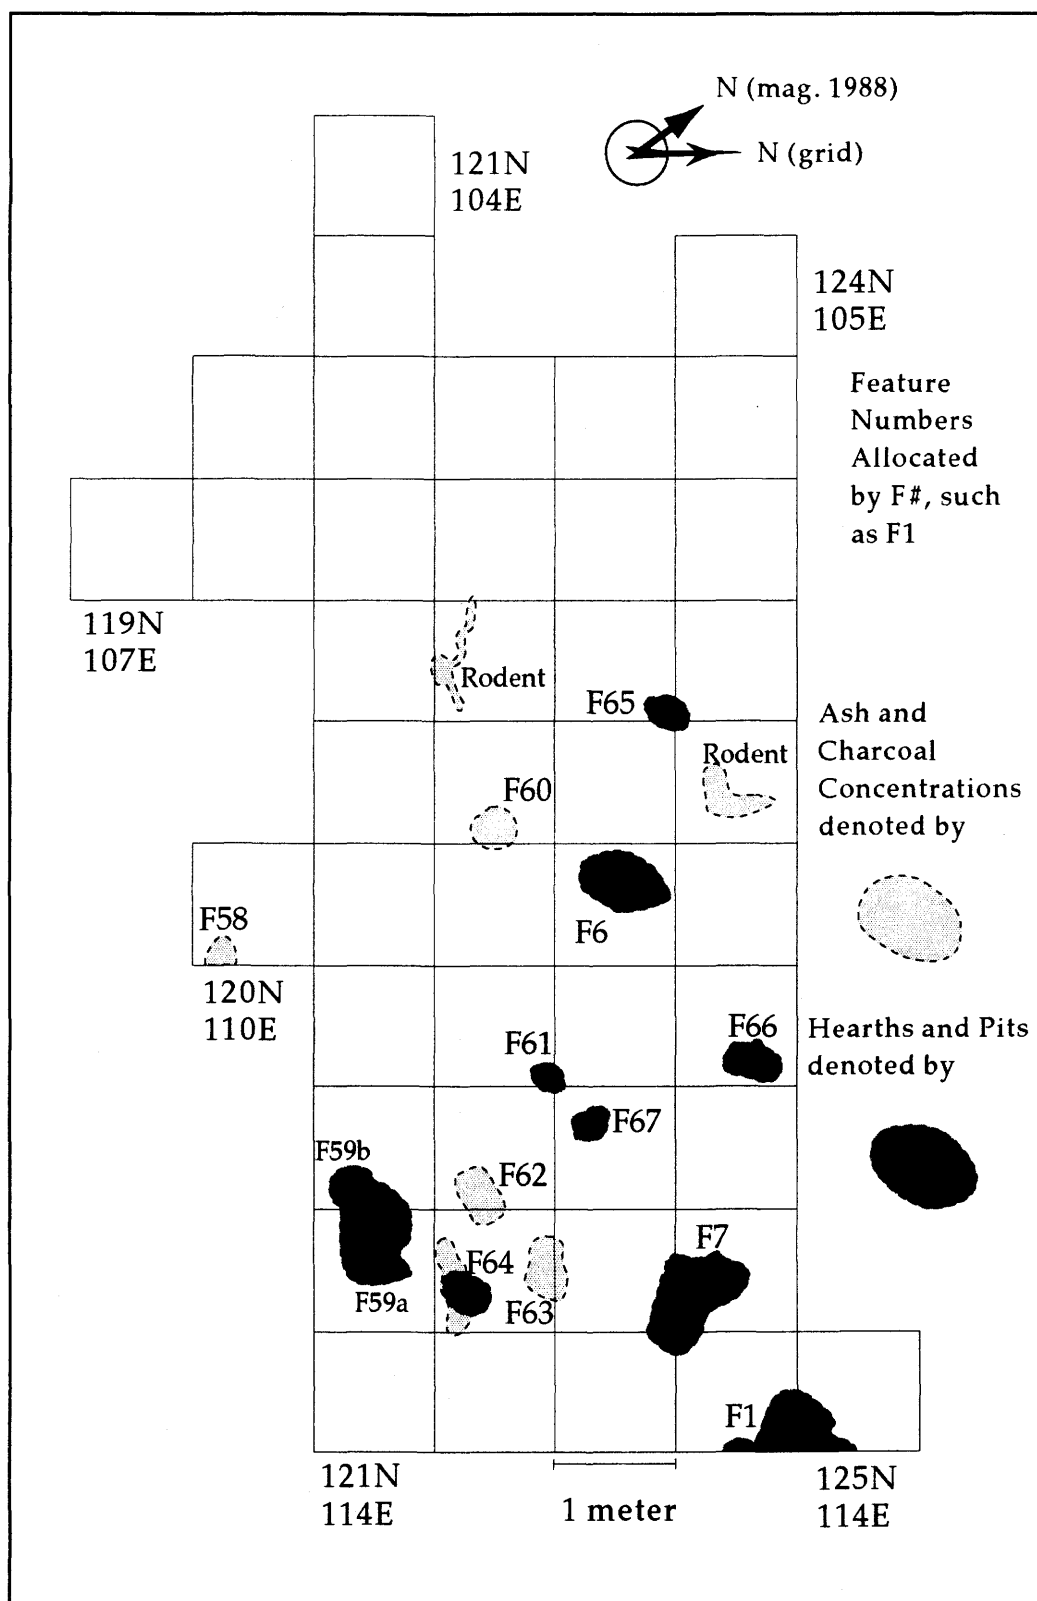 N (mag. 1988)
N (grid)
121N
104E
124N
105E
Feature
Numbers
Allocated
by F#, such
as F1
119N
107E
Rodent
F65
Ash and
Charcoal
Concentrations
denoted by
Rodent
F60
F6
F58
120N
110E
F61
F66
Hearths and Pits
denoted by
F67
F59b
F62
F7
F64
F59a
F63
F1
121N
114E
1 meter
125N
114E